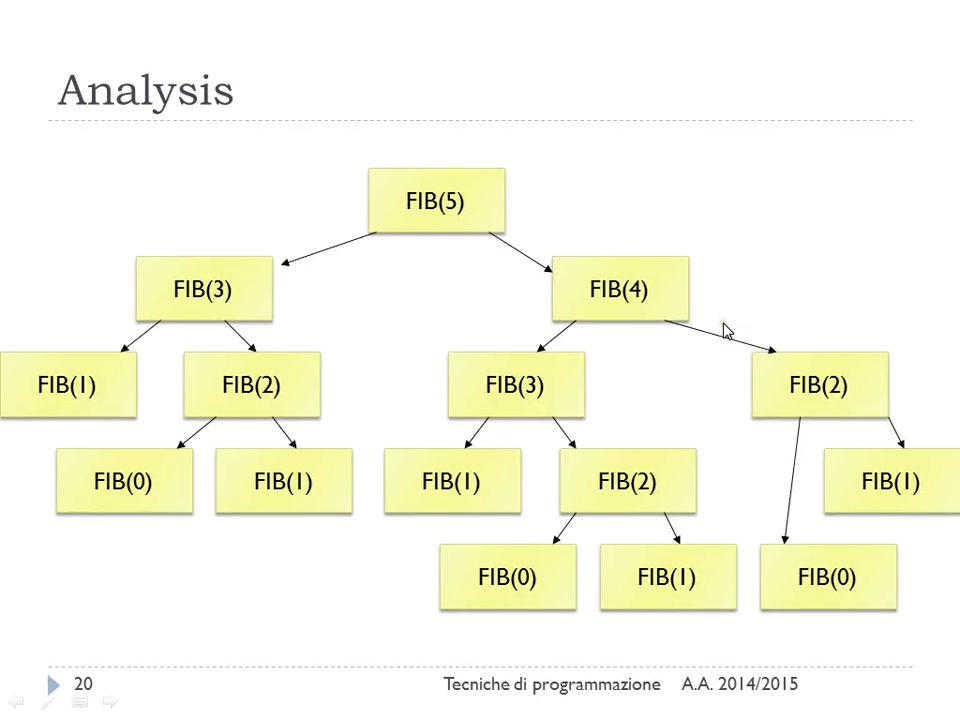 Analysis
FIB(5)
FIB(3)
FIB(4)
FIB(1)
FIB(2)
FIB(3)
FIB(2)
FIB(0)
FIB(1)
FIB(1)
FIB(2)
FIB(1)
FIB(0)
FIB(1)
FIB(0)
20
Tecniche di programmazione A.A. 2014/2015